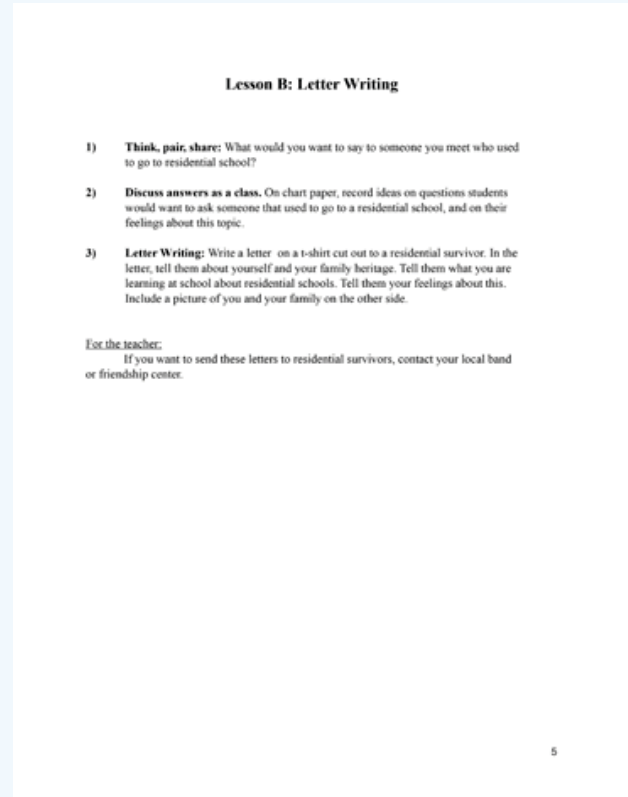 Lesson B: Letter Writing
1) Think, pair, share: What would you want to say to someone you meet who used
to go to residential school?
2) Discuss answers as a class. On chart paper, record ideas on questions students
would want to ask someone that used to go to a residential school, and on their
feelings about this topic.
3) Letter Writing: Write a letter on a t-shirt cut out to a residential survivor. In the
letter, tell them about yourself and your family heritage. Tell them what you are
learning at school about residential schools. Tell them your feelings about this.
Include a picture of you and your family on the other side.
For the teacher:
If you want to send these letters to residential survivors, contact your local band
or friendship center.
5